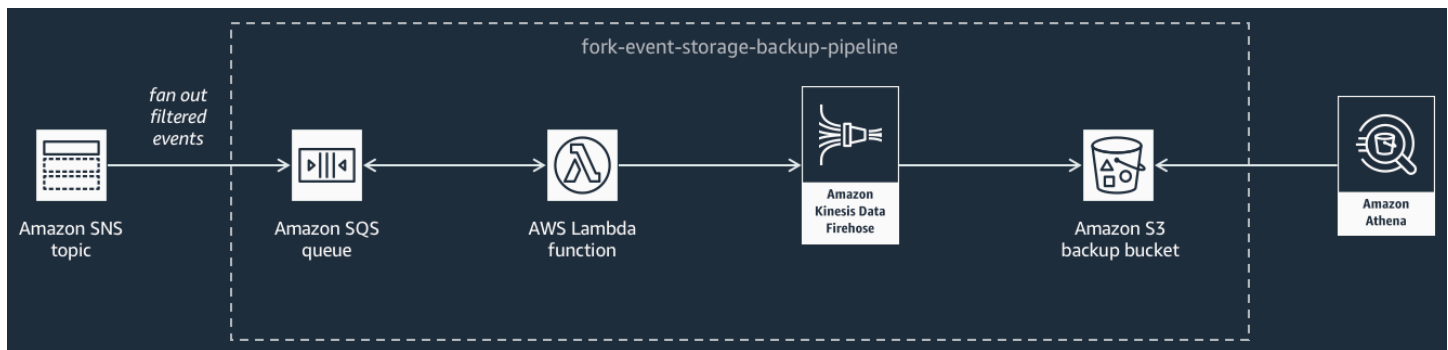 fork-event-storage-backup-pipeline
fan out
filtered
events
Amazon SNS
topic
Amazon SQS
queue
AWS Lambda
function
Amazon
Kinesis Data
Firehose
Amazon S3
backup bucket
Amazon
Athena